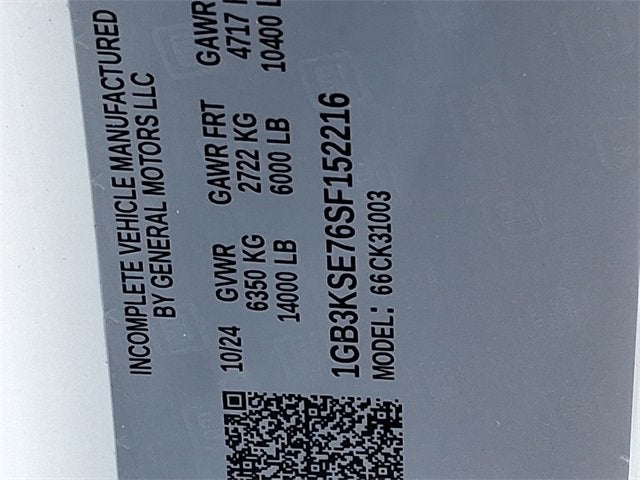 INCOMPLETE VEHICLE MANUFACTURED
BY GENERAL MOTORS LLC
10/24 GVWR GAWR FRT GAWR
6350 KG 2722 KG 4717
14000 LB 6000 LB 10400
1GB3KSE76SF152216
MODEL: 66CK31003